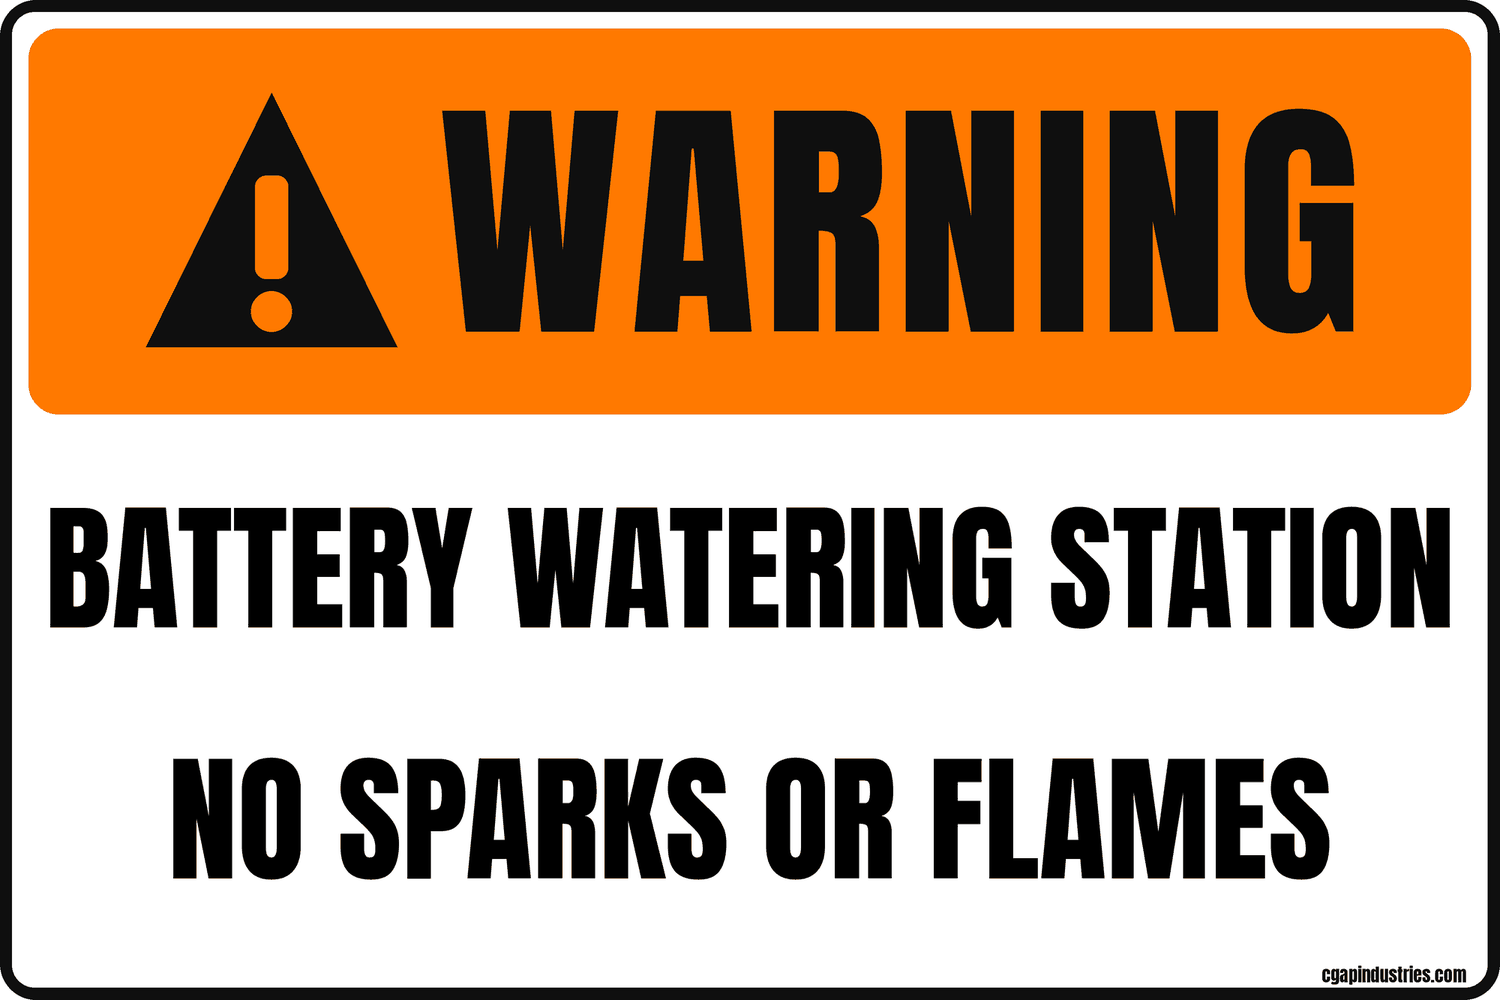 WARNING
BATTERY WATERING STATION
NO SPARKS OR FLAMES
cgapindustries.com